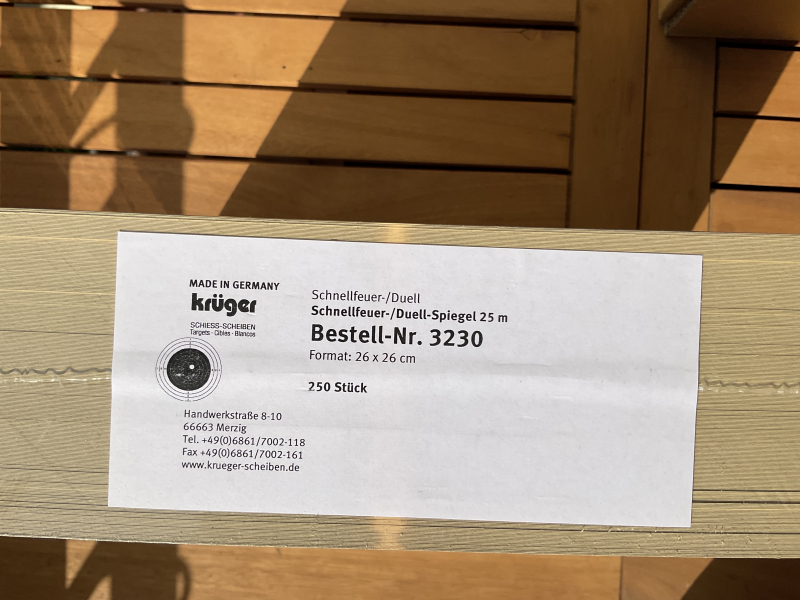 MADE IN GERMANY
krüger
SCHIESS-SCHEIBEN
Targets · Cibles · Blancos
Handwerkstraße 8-10
66663 Merzig
Tel. +49(0)6861/7002-118
Fax +49(0)6861/7002-161
www.krueger-scheiben.de
Schnellfeuer-/Duell
Schnellfeuer-/Duell-Spiegel 25 m
Bestell-Nr. 3230
Format: 26 x 26 cm
250 Stück